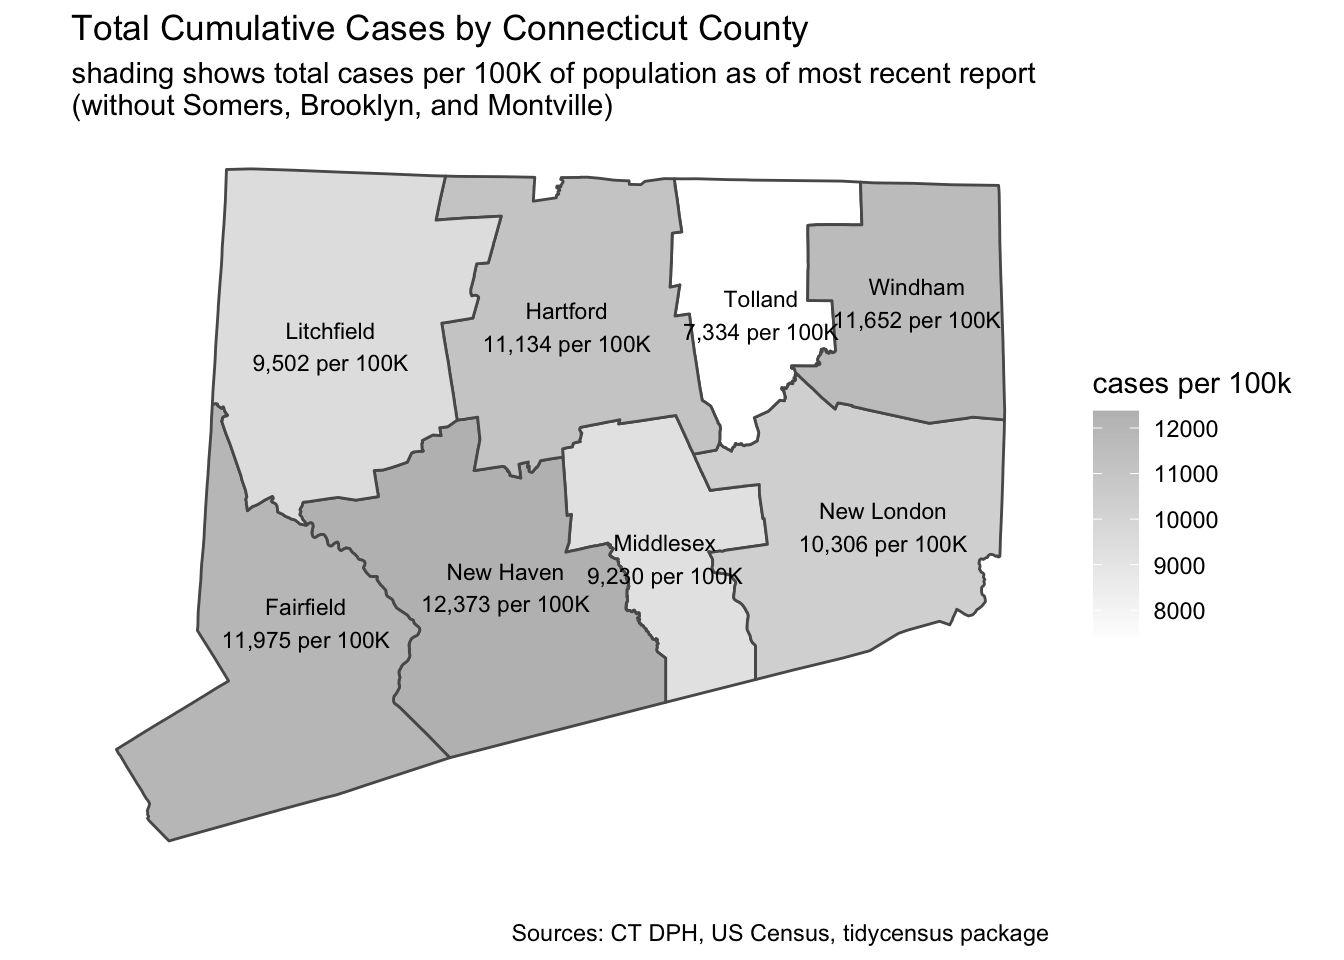 Total Cumulative Cases by Connecticut County
shading shows total cases per 100K of population as of most recent report
(without Somers, Brooklyn, and Montville)
Litchfield
9,502 per 100K
Hartford
11,134 per 100K
Tolland
7,334 per 100K
Windham
11,652 per 100K
Fairfield
11,975 per 100K
New Haven
12,373 per 100K
Middlesex
9,230 per 100K
New London
10,306 per 100K
cases per 100k
12000
11000
10000
9000
8000
Sources: CT DPH, US Census, tidycensus package